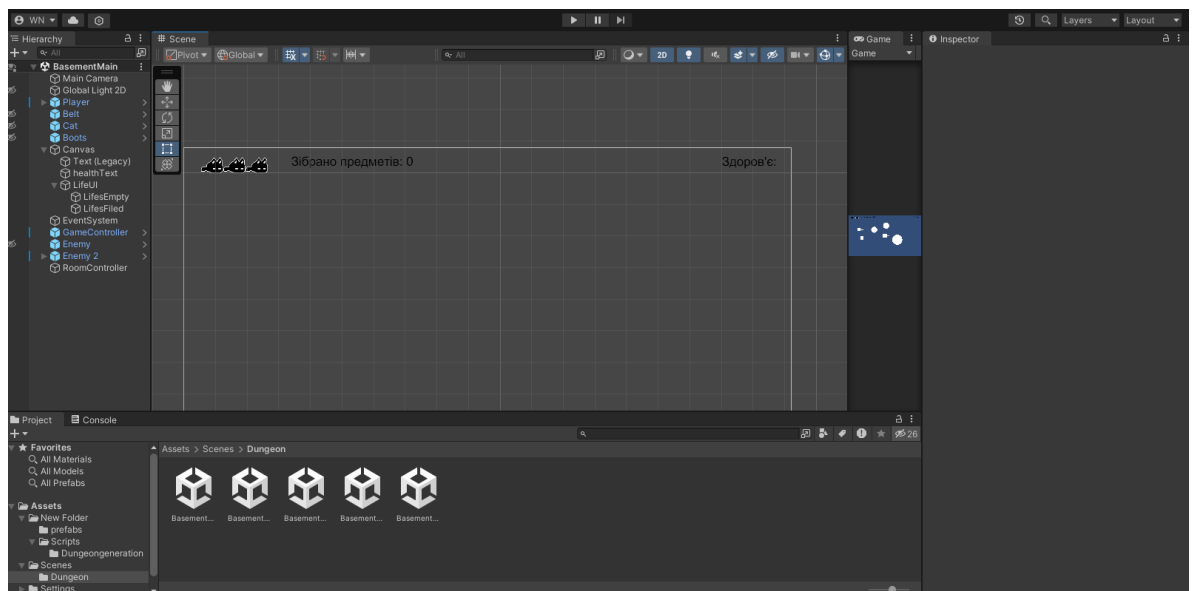 WN
Layers
Layout
Hierarchy
Scene
Game
Inspector
All
Pivot
Global
All
2D
Game
BasementMain
Main Camera
Global Light 2D
Player
Belt
Cat
Boots
Canvas
Text (Legacy)
healthText
LifeUI
LifesEmpty
LifesFiled
EventSystem
GameController
Enemy
Enemy 2
RoomController
Зібрано предметів: 0
Здоров'є:
Project
Console
26
Favorites
All Materials
All Models
All Prefabs
Assets
New Folder
prefabs
Scripts
Dungeongeneration
Scenes
Dungeon
Settings
Assets > Scenes > Dungeon
Basement... Basement... Basement... Basement... Basement...